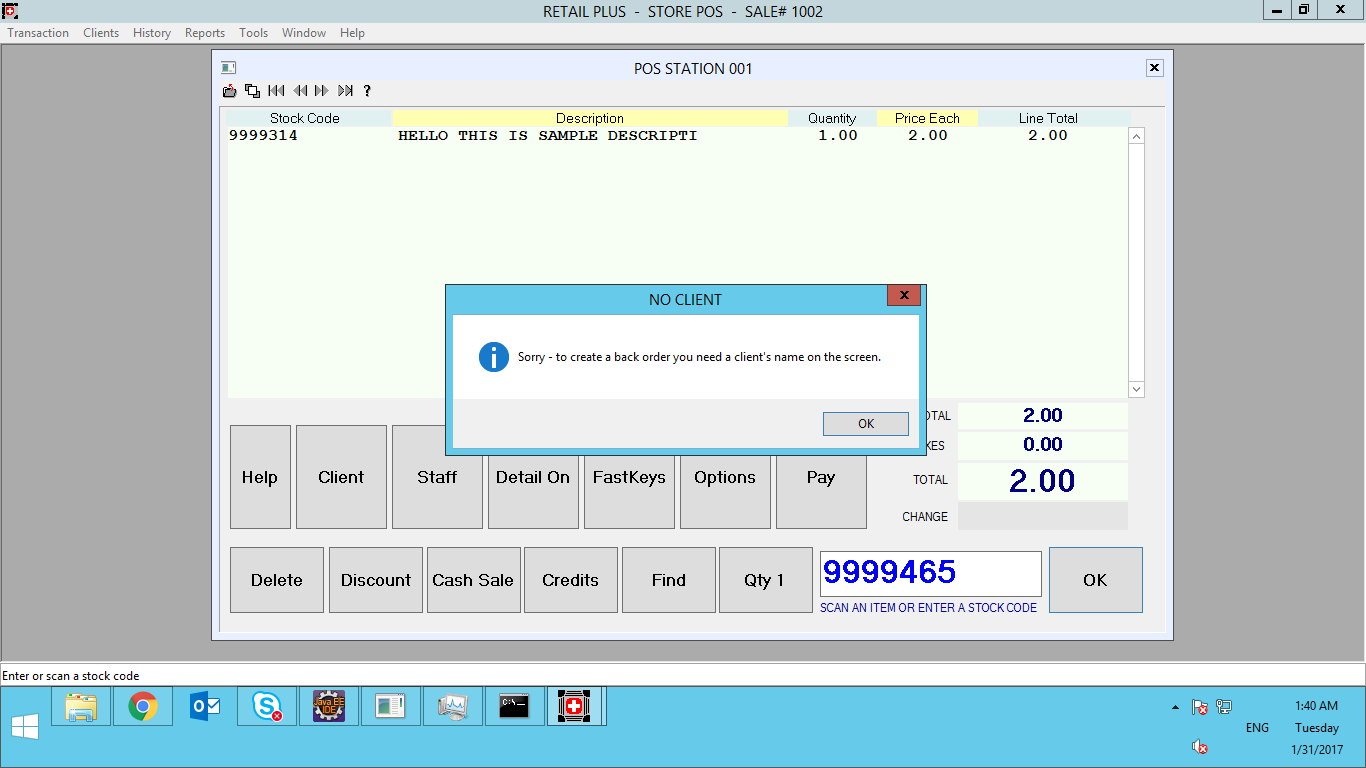 RETAIL PLUS - STORE POS - SALE# 1002
Transaction Clients History Reports Tools Window Help
POS STATION 001
?
Stock Code Description Quantity Price Each Line Total
9999314 HELLO THIS IS SAMPLE DESCRIPTI 1.00 2.00 2.00
NO CLIENT
Sorry - to create a back order you need a client's name on the screen.
OK
OTAL 2.00
XES 0.00
TOTAL 2.00
CHANGE
Help Client Staff Detail On FastKeys Options Pay
Delete Discount Cash Sale Credits Find Qty 1 9999465 OK
SCAN AN ITEM OR ENTER A STOCK CODE
Enter or scan a stock code
Java EE
IDE
C:\-
1:40 AM
ENG Tuesday
1/31/2017